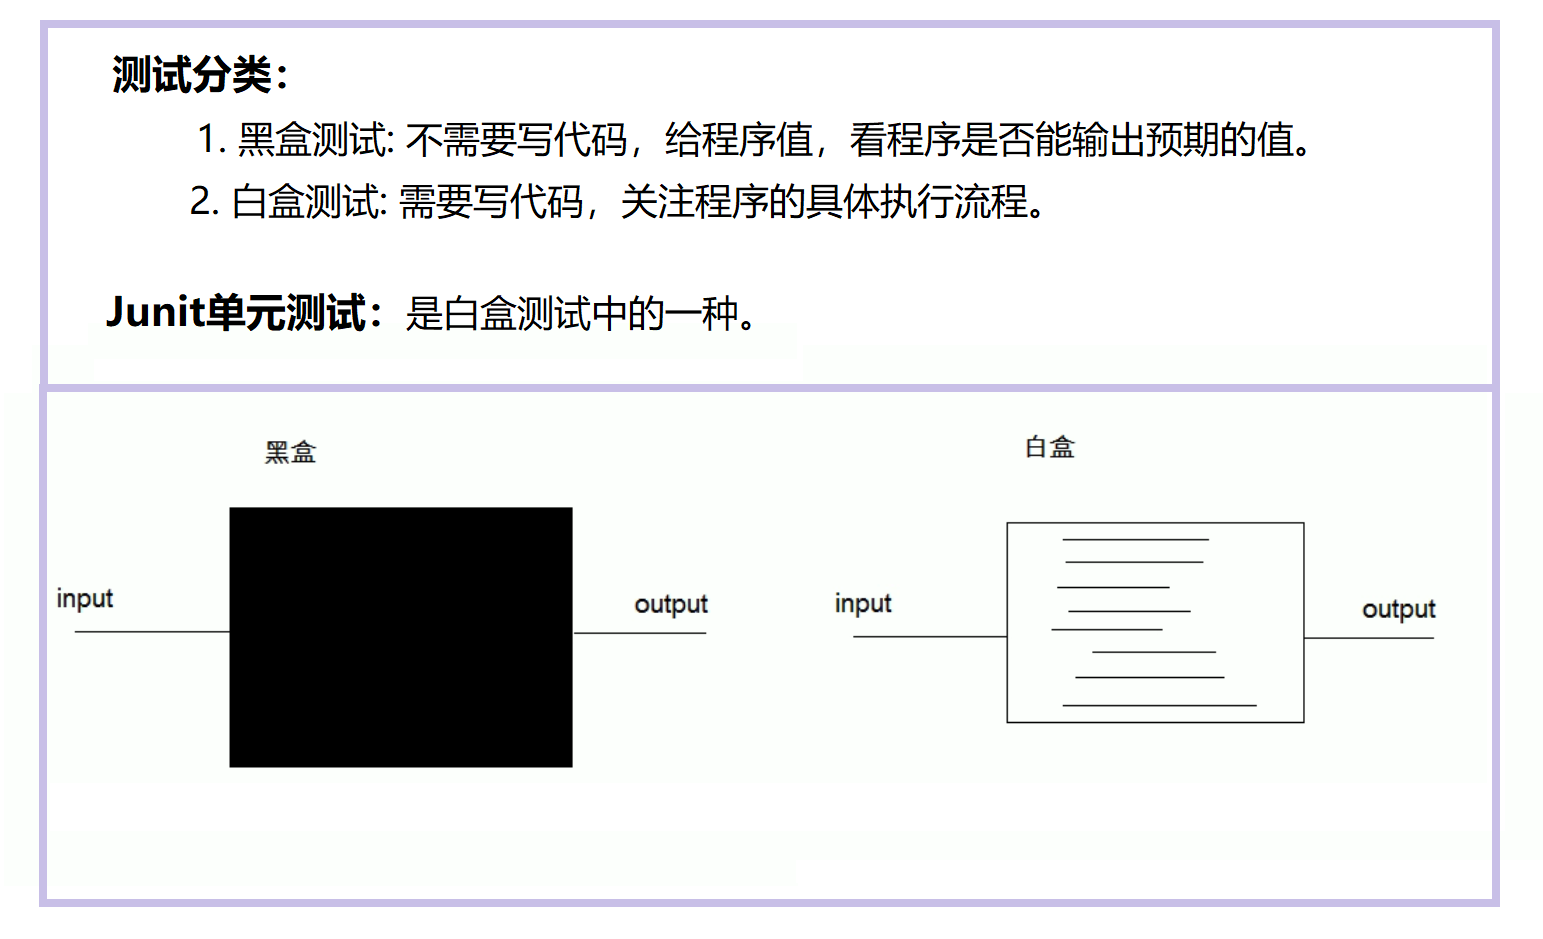 测试分类：
1. 黑盒测试: 不需要写代码，给程序值，看程序是否能输出预期的值。
2. 白盒测试: 需要写代码，关注程序的具体执行流程。
Junit单元测试：是白盒测试中的一种。
黑盒
白盒
input
output
input
output